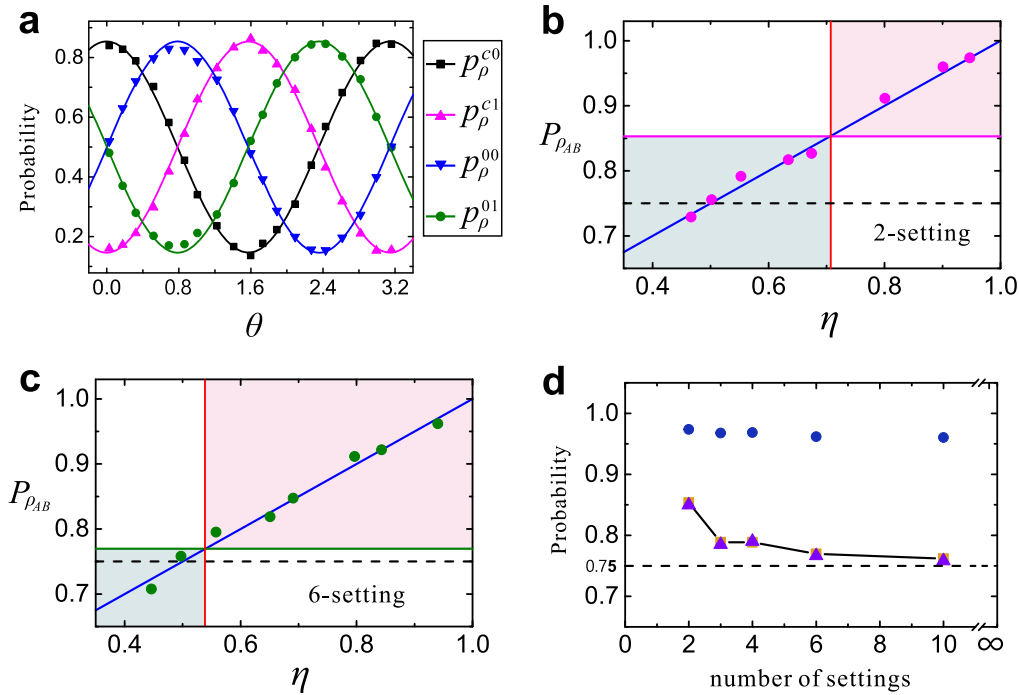 a
Probability
0.8
0.6
0.4
0.2
0.0 0.8 1.6 2.4 3.2
θ
p_ρ^{c0}
p_ρ^{c1}
p_ρ^{00}
p_ρ^{01}
b
P_{ρ_{AB}}
1.0
0.9
0.8
0.7
2-setting
0.4 0.6 0.8 1.0
η
c
P_{ρ_{AB}}
1.0
0.9
0.8
0.7
6-setting
0.4 0.6 0.8 1.0
η
d
Probability
1.0
0.9
0.8
0.75
0.7
0 2 4 6 8 10 ∞
number of settings